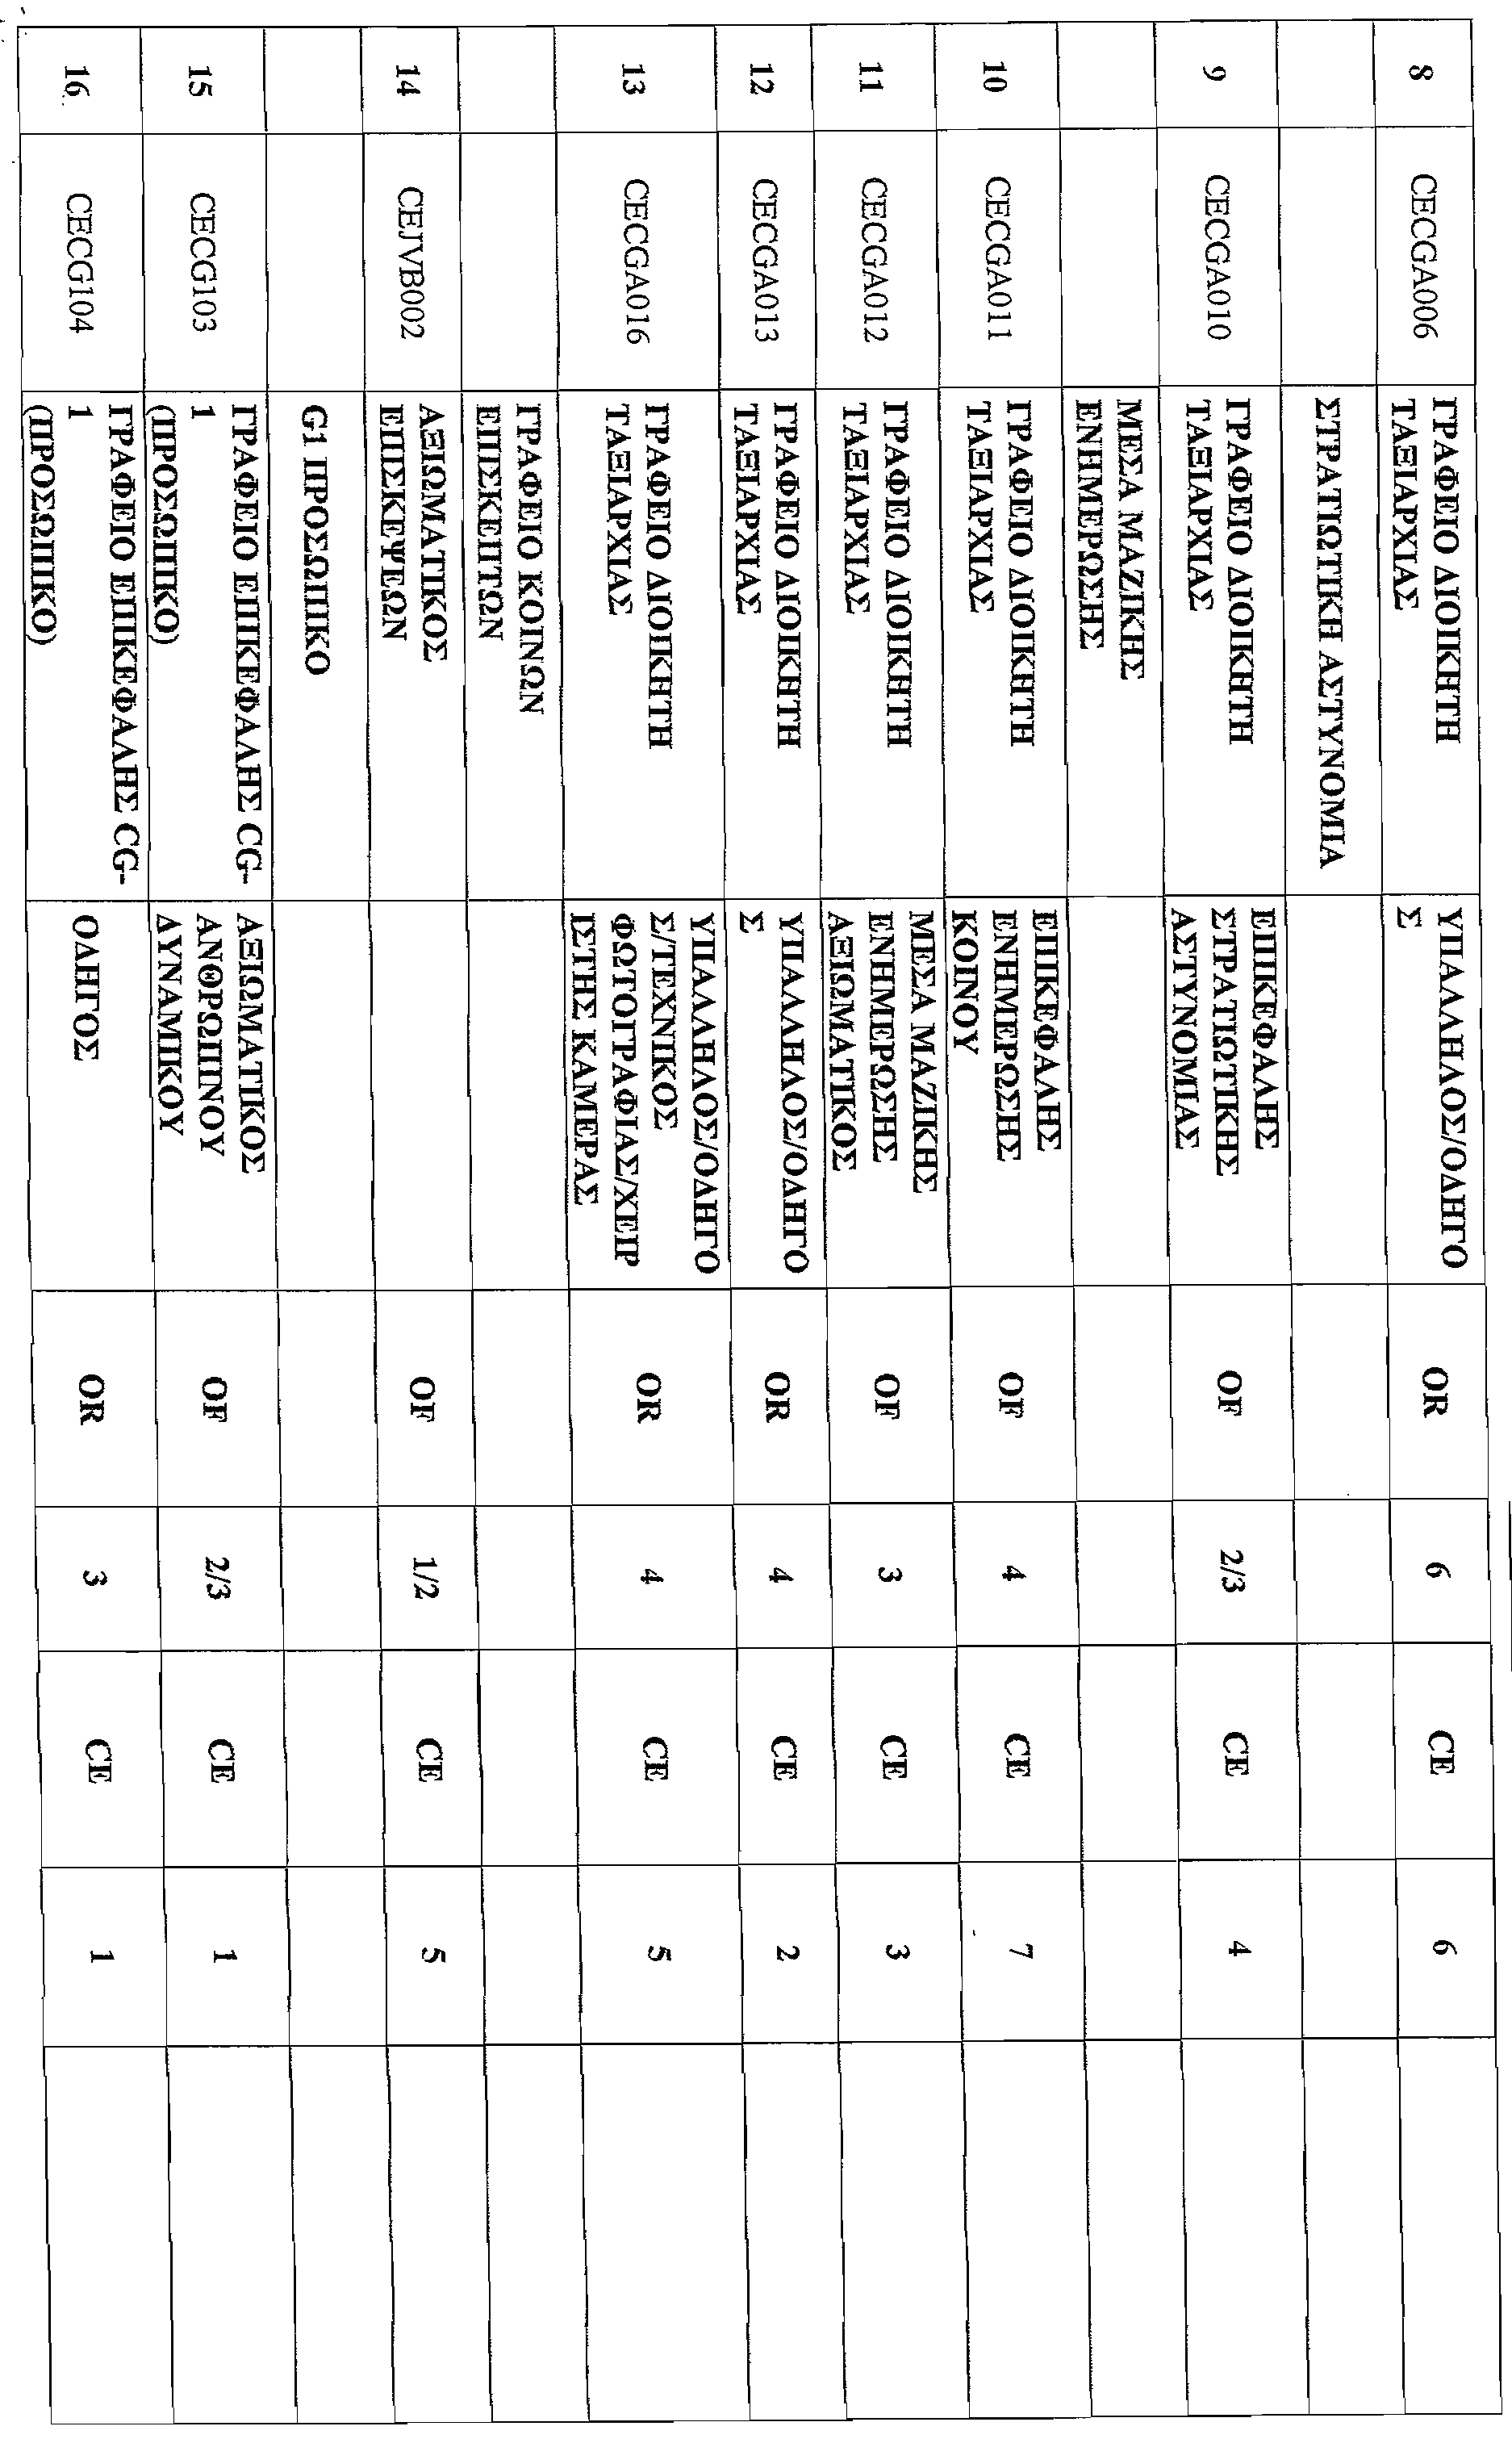 8 CECGA006 ΓΡΑΦΕΙΟ ΔΙΟΙΚΗΤΗ ΥΠΑΛΛΗΛΟΣ/ΟΔΗΓΟ OR 6 CE 6
ΤΑΞΙΑΡΧΙΑΣ Σ
ΣΤΡΑΤΙΩΤΙΚΗ ΑΣΤΥΝΟΜΙΑ
9 CECGA010 ΓΡΑΦΕΙΟ ΔΙΟΙΚΗΤΗ ΕΠΙΚΕΦΑΛΗΣ OF 2/3 CE 4
ΤΑΞΙΑΡΧΙΑΣ ΣΤΡΑΤΙΩΤΙΚΗΣ
ΑΣΤΥΝΟΜΙΑΣ
ΜΕΣΑ ΜΑΖΙΚΗΣ
ΕΝΗΜΕΡΩΣΗΣ
10 CECGA011 ΓΡΑΦΕΙΟ ΔΙΟΙΚΗΤΗ ΕΠΙΚΕΦΑΛΗΣ OF 4 CE 7
ΤΑΞΙΑΡΧΙΑΣ ΕΝΗΜΕΡΩΣΗΣ
ΚΟΙΝΟΥ
11 CECGA012 ΓΡΑΦΕΙΟ ΔΙΟΙΚΗΤΗ ΜΕΣΑ ΜΑΖΙΚΗΣ OF 3 CE 3
ΤΑΞΙΑΡΧΙΑΣ ΕΝΗΜΕΡΩΣΗΣ
ΑΞΙΩΜΑΤΙΚΟΣ
12 CECGA013 ΓΡΑΦΕΙΟ ΔΙΟΙΚΗΤΗ ΥΠΑΛΛΗΛΟΣ/ΟΔΗΓΟ OR 4 CE 2
ΤΑΞΙΑΡΧΙΑΣ Σ
13 CECGA016 ΓΡΑΦΕΙΟ ΔΙΟΙΚΗΤΗ ΥΠΑΛΛΗΛΟΣ/ΟΔΗΓΟ OR 4 CE 5
ΤΑΞΙΑΡΧΙΑΣ Σ/ΤΕΧΝΙΚΟΣ
ΦΩΤΟΓΡΑΦΙΑΣ/ΧΕΙΡ
ΙΣΤΗΣ ΚΑΜΕΡΑΣ
ΓΡΑΦΕΙΟ ΚΟΙΝΩΝ
ΕΠΙΣΚΕΠΤΩΝ
14 CEJVB002 ΑΞΙΩΜΑΤΙΚΟΣ OF 1/2 CE 5
ΕΠΙΣΚΕΨΕΩΝ
G1 ΠΡΟΣΩΠΙΚΟ
15 CECG103 ΓΡΑΦΕΙΟ ΕΠΙΚΕΦΑΛΗΣ CG- ΑΞΙΩΜΑΤΙΚΟΣ OF 2/3 CE 1
1 ΑΝΘΡΩΠΙΝΟΥ
(ΠΡΟΣΩΠΙΚΟ) ΔΥΝΑΜΙΚΟΥ
16 CECG104 ΓΡΑΦΕΙΟ ΕΠΙΚΕΦΑΛΗΣ CG- ΟΔΗΓΟΣ OR 3 CE 1
1
(ΠΡΟΣΩΠΙΚΟ)